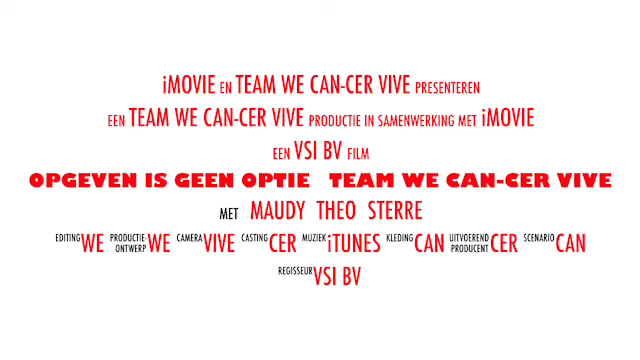 iMOVIE EN TEAM WE CAN-CER VIVE PRESENTEREN
EEN TEAM WE CAN-CER VIVE PRODUCTIE IN SAMENWERKING MET iMOVIE
EEN VSI BV FILM
OPGEVEN IS GEEN OPTIE TEAM WE CAN-CER VIVE
MET MAUDY THEO STERRE
EDITING WE PRODUCTIE-ONTWERP WE CAMERA VIVE CASTING CER MUZIEK iTUNES KLEDING CAN UITVOEREND PRODUCENT CER SCENARIO CAN
REGISSEUR VSI BV